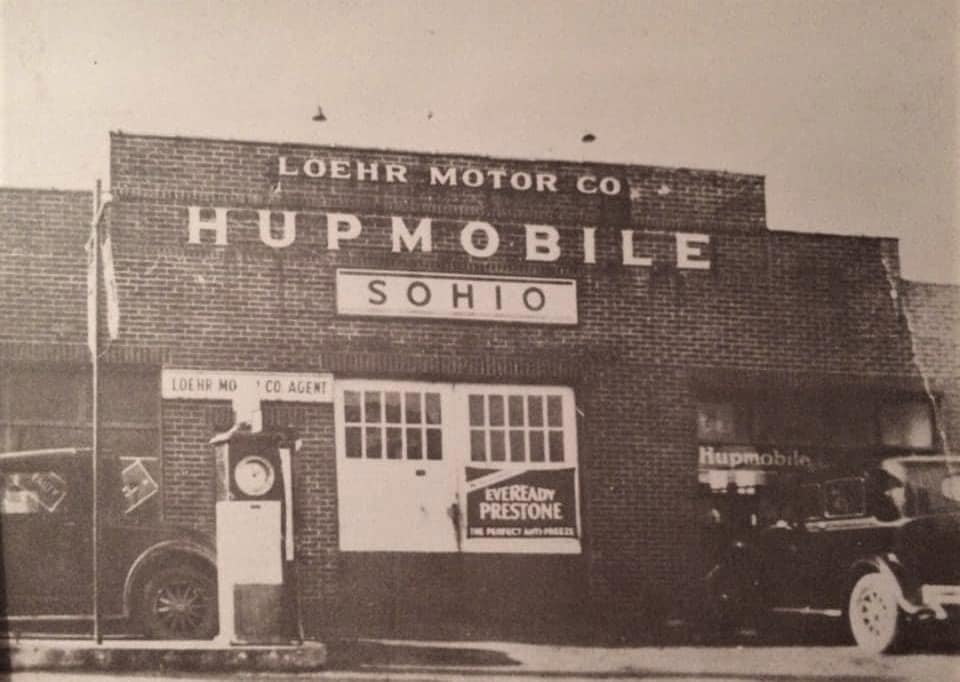 LOEHR MOTOR CO
HUPMOBILE
SOHIO
LOEHR MO CO. AGENT
EVEREADY
PRESTONE
THE PERFECT ANTI-FREEZE
Hupmobile